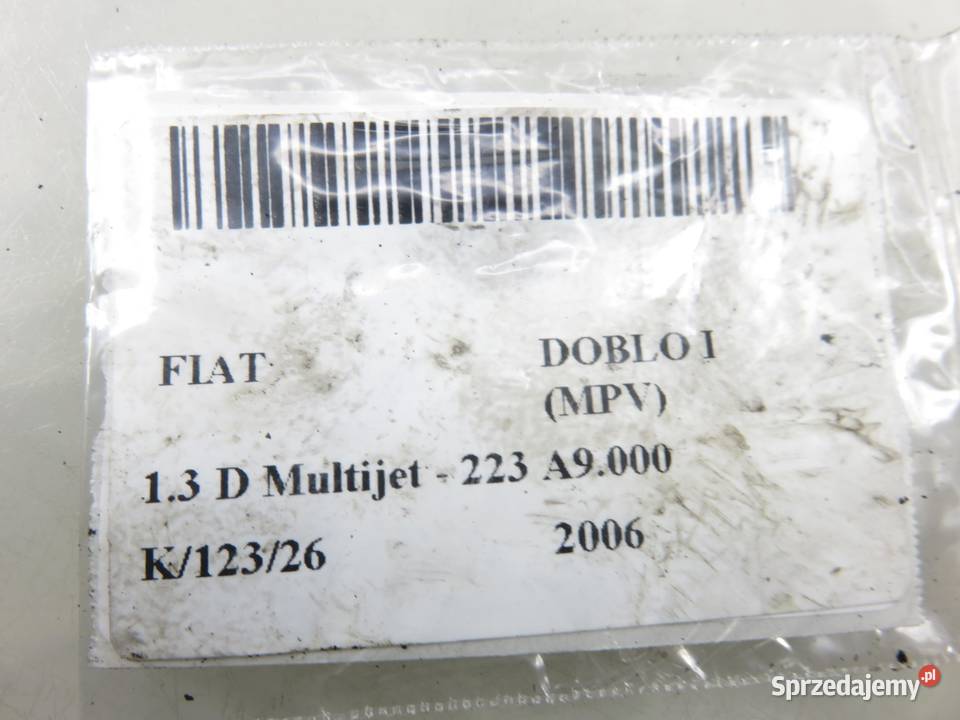 FIAT DOBLO I
(MPV)
1.3 D Multijet - 223 A9.000
K/123/26 2006
Sprzedajemy.pl